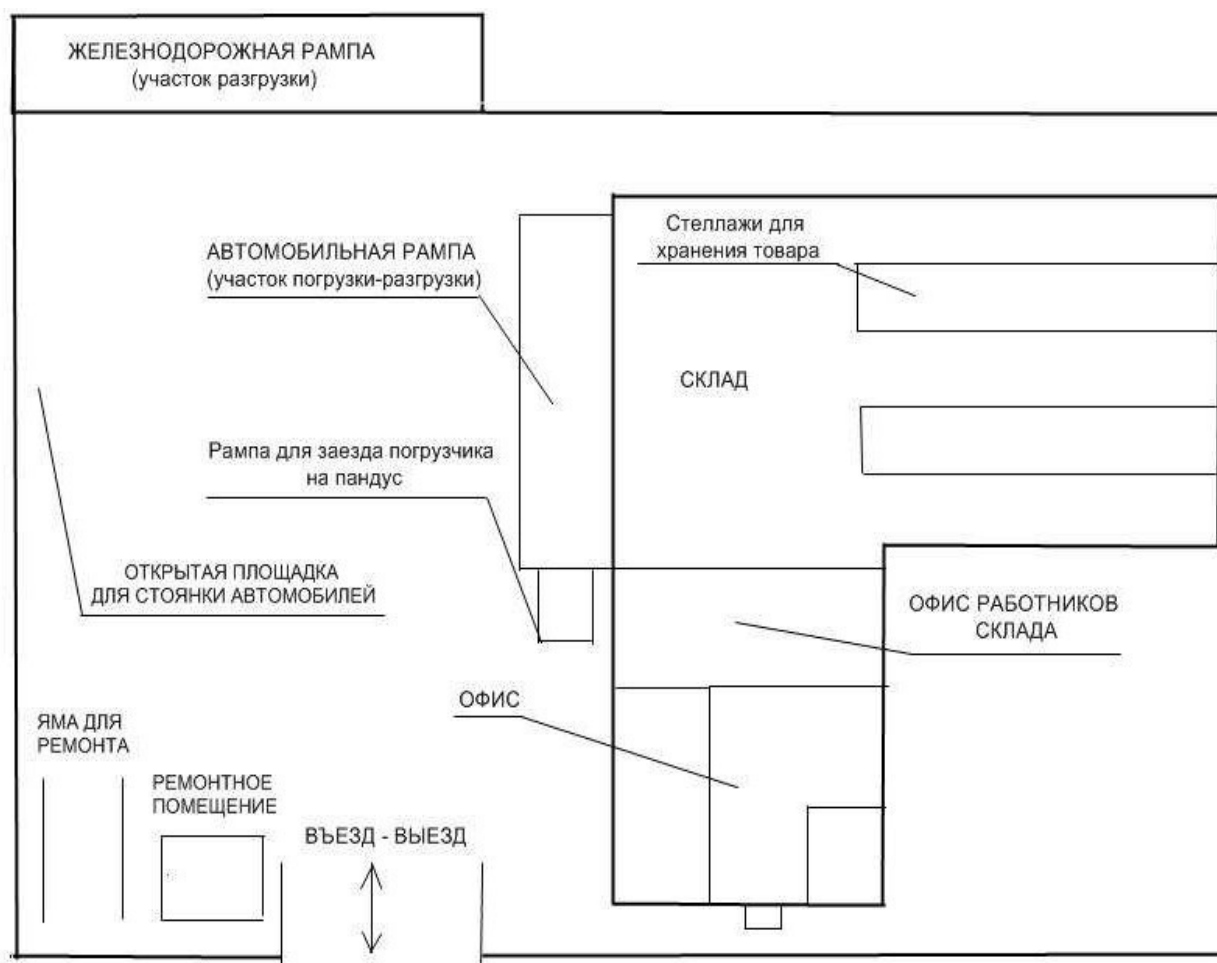 ЖЕЛЕЗНОДОРОЖНАЯ РАМПА
(участок разгрузки)
Стеллажи для
хранения товара
АВТОМОБИЛЬНАЯ РАМПА
(участок погрузки-разгрузки)
СКЛАД
Рампа для заезда погрузчика
на пандус
ОТКРЫТАЯ ПЛОЩАДКА
ДЛЯ СТОЯНКИ АВТОМОБИЛЕЙ
ОФИС РАБОТНИКОВ
СКЛАДА
ОФИС
ЯМА ДЛЯ
РЕМОНТА
РЕМОНТНОЕ
ПОМЕЩЕНИЕ
ВЪЕЗД - ВЫЕЗД